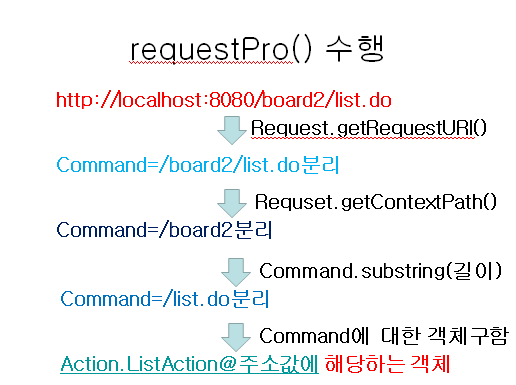 requestPro() 수행
http://localhost:8080/board2/list.do
Request.getRequestURI()
Command=/board2/list.do분리
Requset.getContextPath()
Command=/board2분리
Command.substring(길이)
Command=/list.do분리
Command에 대한 객체구함
Action.ListAction@주소값에 해당하는 객체